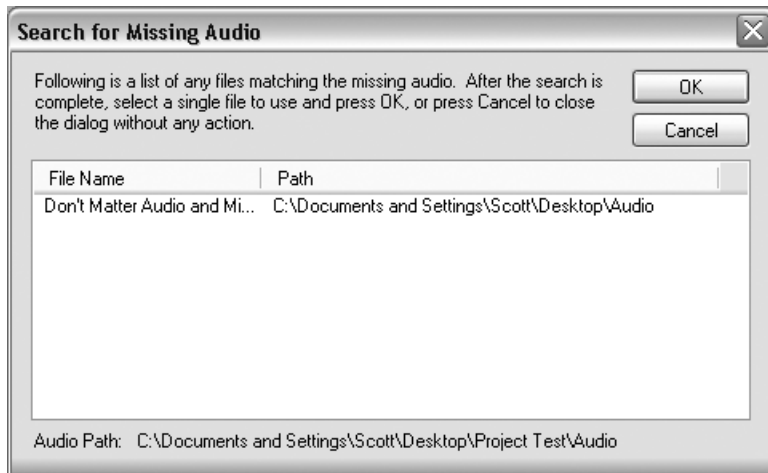 Search for Missing Audio
Following is a list of any files matching the missing audio. After the search is
complete, select a single file to use and press OK, or press Cancel to close
the dialog without any action.
OK
Cancel
File Name Path
Don't Matter Audio and Mi... C:\Documents and Settings\Scott\Desktop\Audio
Audio Path: C:\Documents and Settings\Scott\Desktop\Project Test\Audio